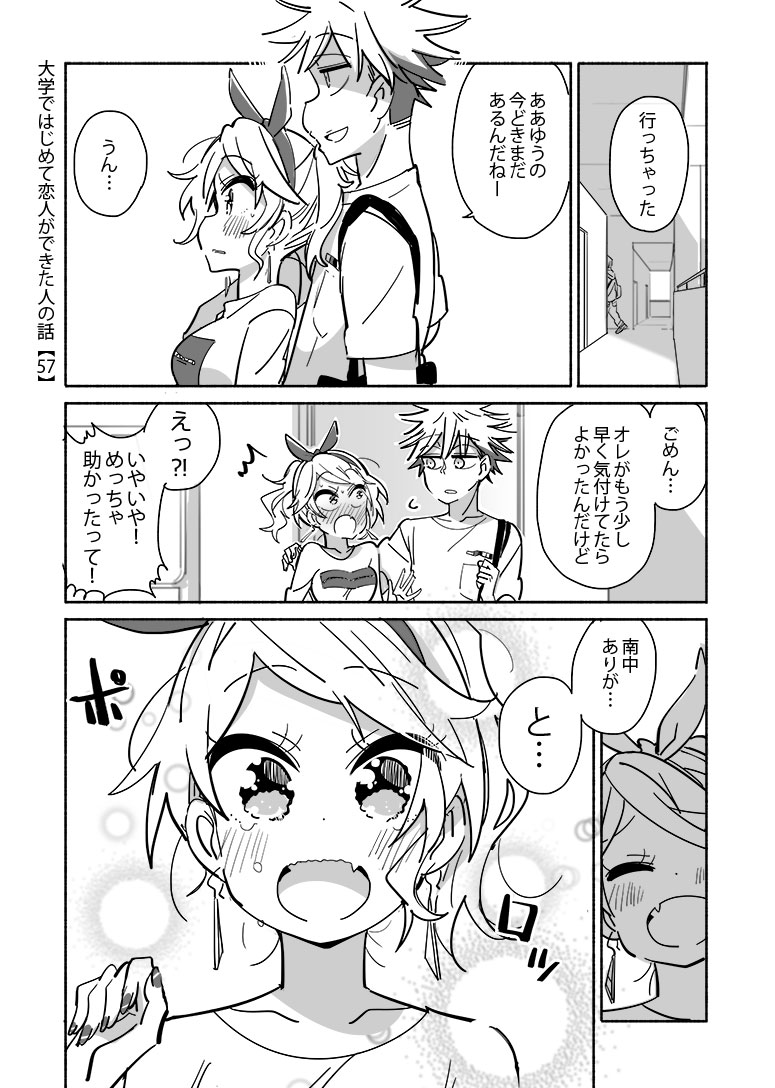 大学ではじめて恋人ができた人の話【57】
行っちゃった
ああゆうの
今どきまだ
あるんだねー
うん…
ごめん…
オレがもう少し
早く気付けてたら
よかったんだけど
えっ?!
いやいや！
めっちゃ
助かったって！
南中
ありが…
と…
ポ
ロッ